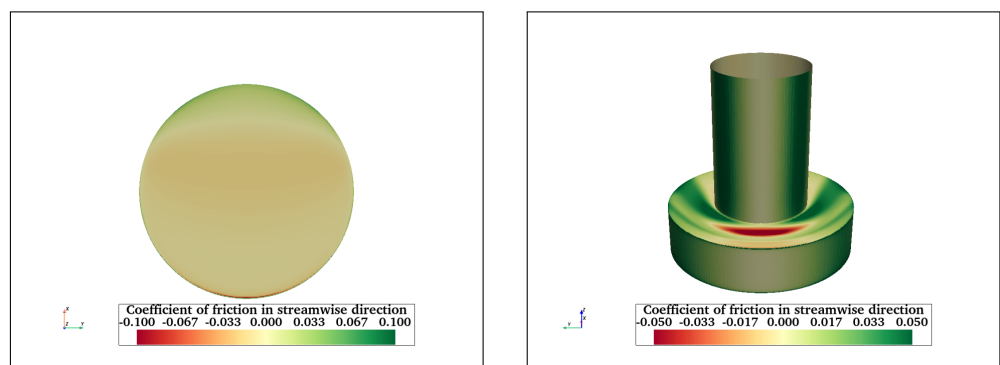 Coefficient of friction in streamwise direction
-0.100 -0.067 -0.033 0.000 0.033 0.067 0.100
X
Z Y
Coefficient of friction in streamwise direction
-0.050 -0.033 -0.017 0.000 0.017 0.033 0.050
Z
X
Y